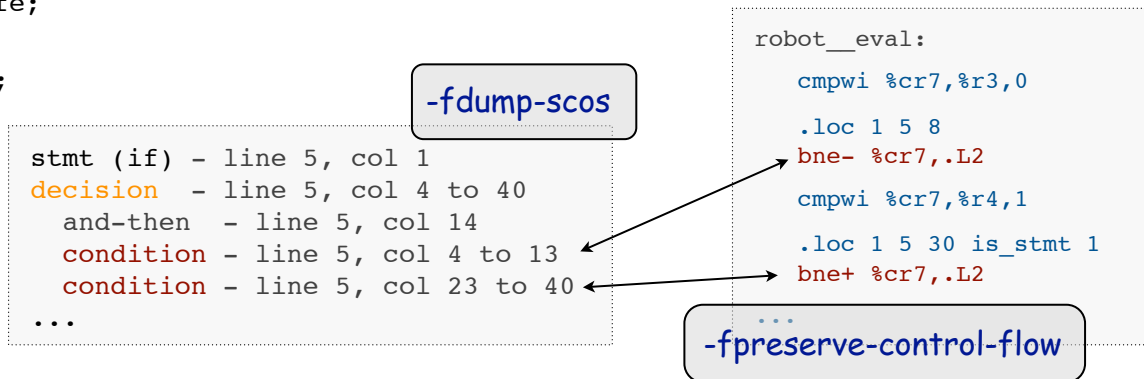 ;
-fdump-scos
stmt (if) - line 5, col 1
decision - line 5, col 4 to 40
and-then - line 5, col 14
condition - line 5, col 4 to 13
condition - line 5, col 23 to 40
...
robot__eval:
cmpwi %cr7,%r3,0
.loc 1 5 8
bne- %cr7,.L2
cmpwi %cr7,%r4,1
.loc 1 5 30 is_stmt 1
bne+ %cr7,.L2
...
-fpreserve-control-flow